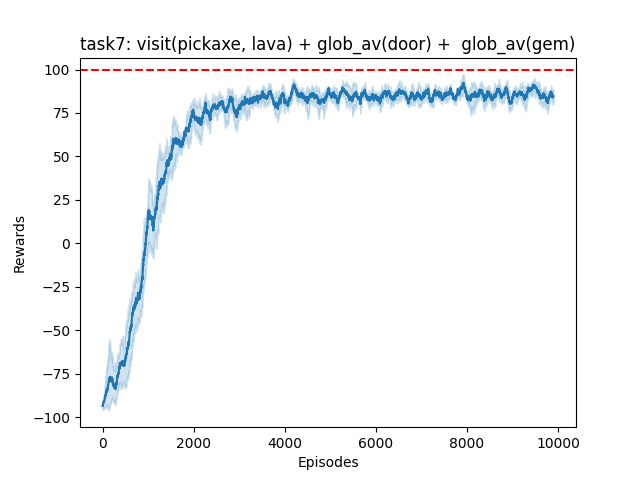 task7: visit(pickaxe, lava) + glob_av(door) +  glob_av(gem)
100
75
50
25
0
−25
−50
−75
−100
Rewards
0 2000 4000 6000 8000 10000
Episodes